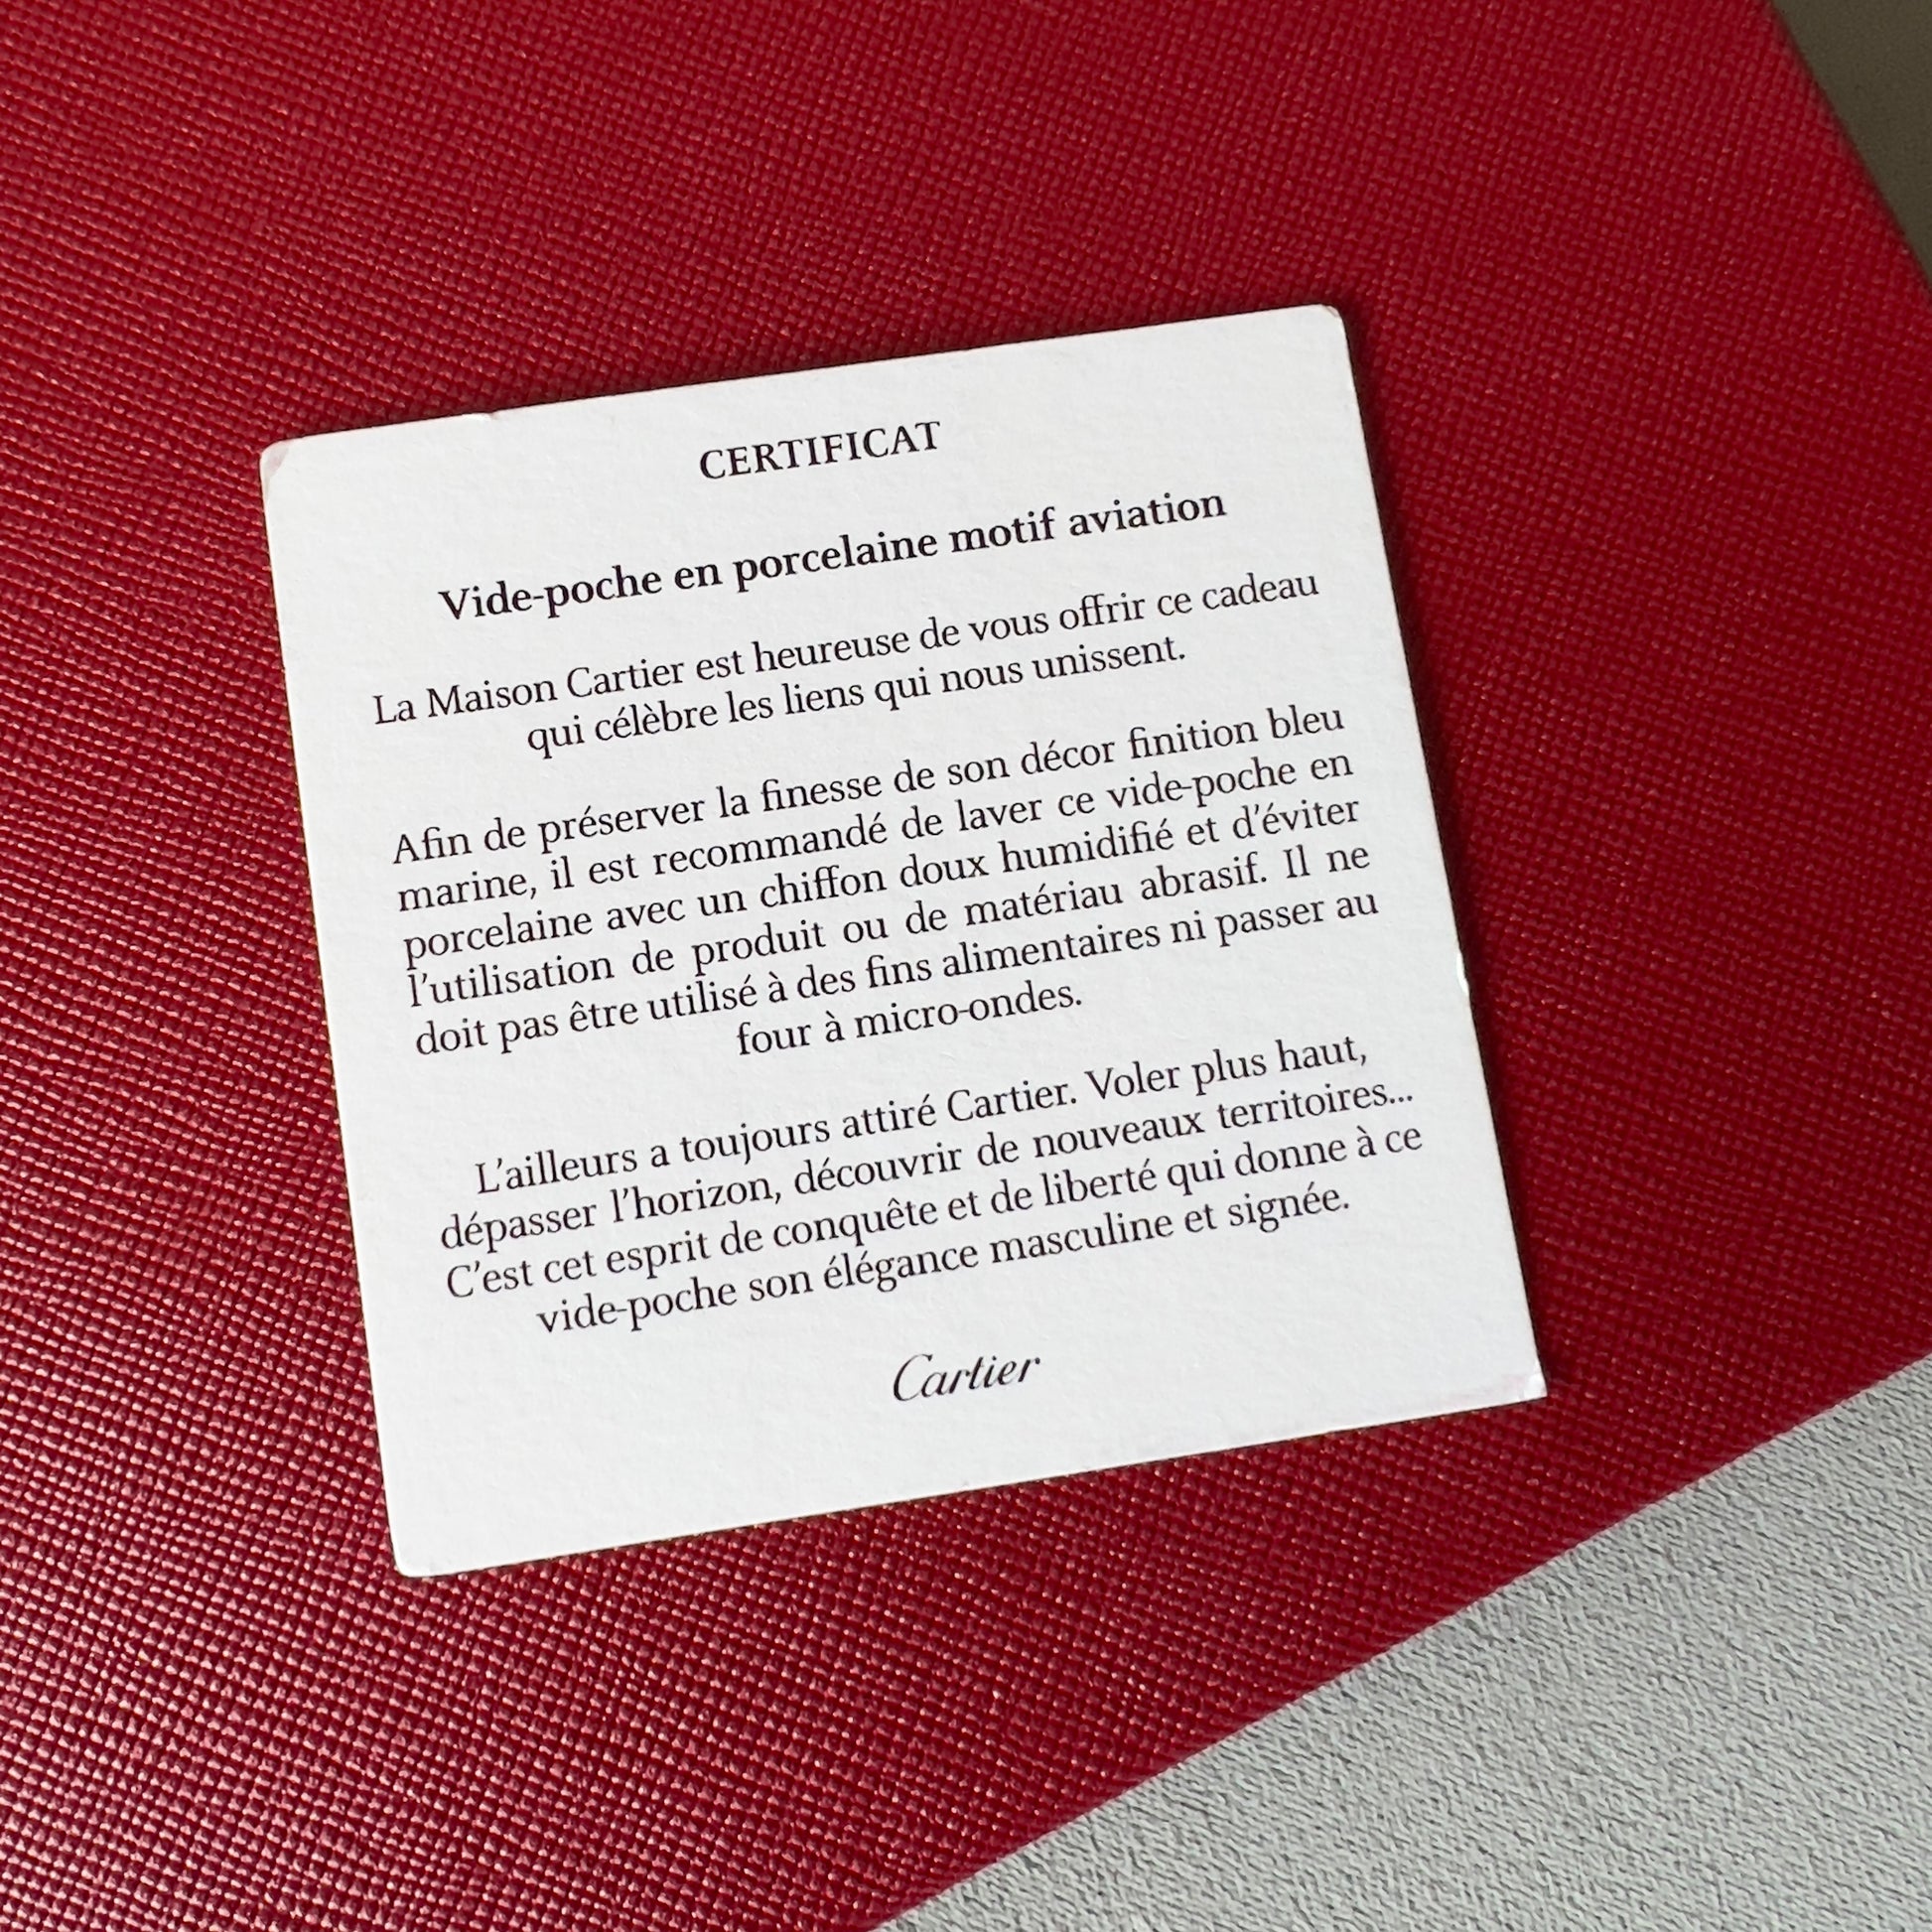 CERTIFICAT
Vide-poche en porcelaine motif aviation
La Maison Cartier est heureuse de vous offrir ce cadeau
qui célèbre les liens qui nous unissent.
Afin de préserver la finesse de son décor finition bleu
marine, il est recommandé de laver ce vide-poche en
porcelaine avec un chiffon doux humidifié et d'éviter
l'utilisation de produit ou de matériau abrasif. Il ne
doit pas être utilisé à des fins alimentaires ni passer au
four à micro-ondes.
L'ailleurs a toujours attiré Cartier. Voler plus haut,
dépasser l'horizon, découvrir de nouveaux territoires...
C'est cet esprit de conquête et de liberté qui donne à ce
vide-poche son élégance masculine et signée.
Cartier